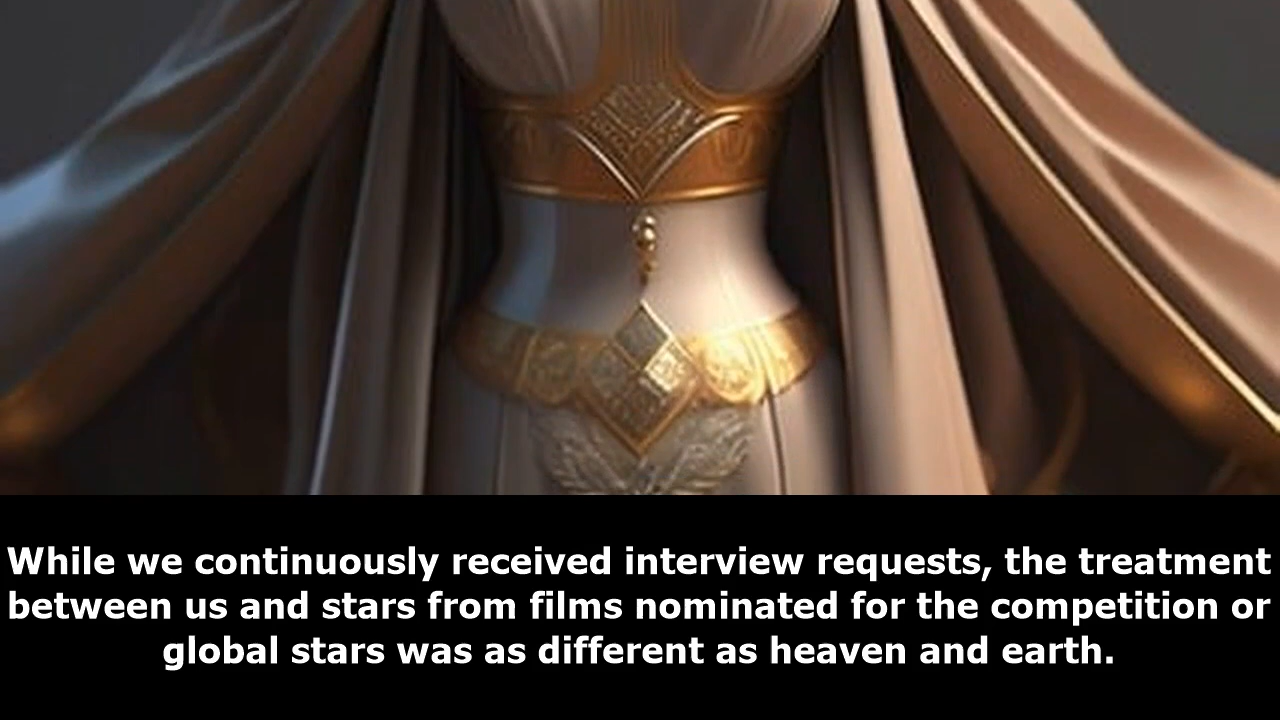 While we continuously received interview requests, the treatment
between us and stars from films nominated for the competition or
global stars was as different as heaven and earth.